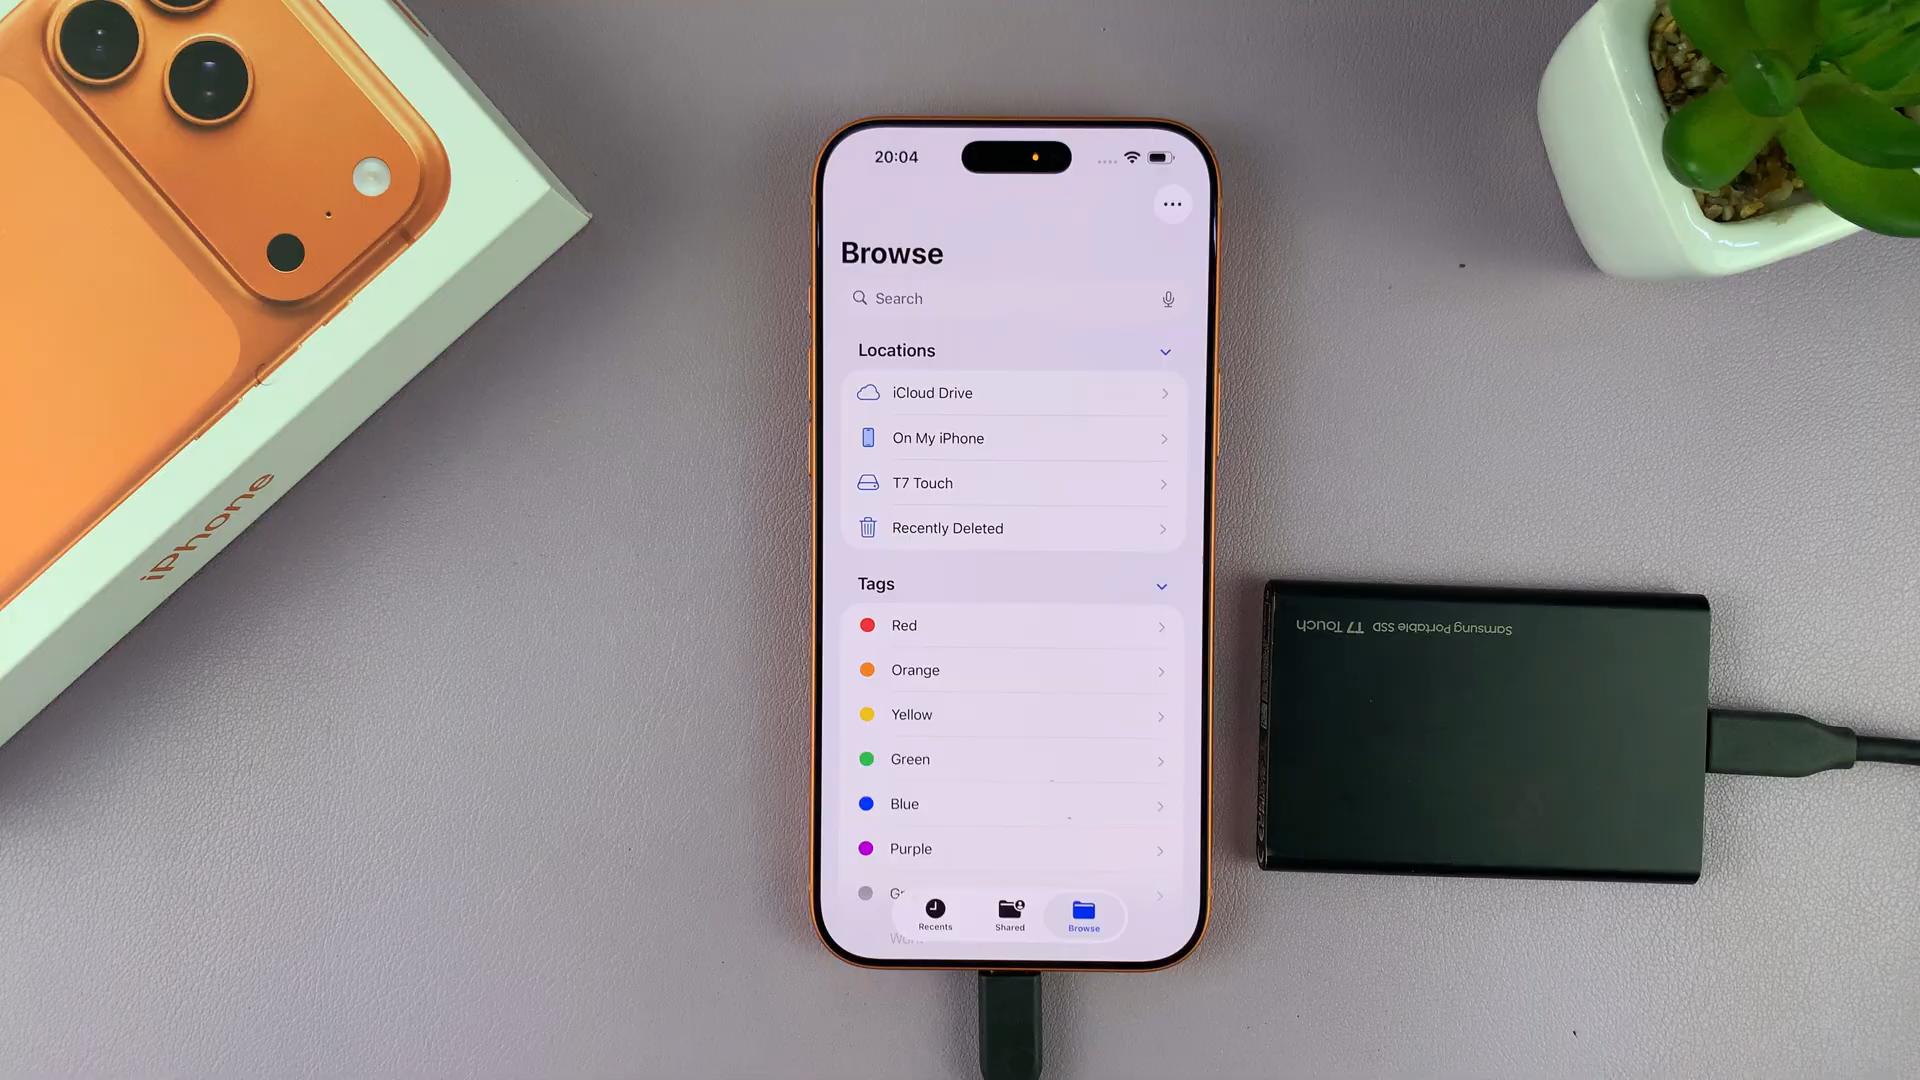 iPhone
20:04
Browse
Search
Locations
iCloud Drive
On My iPhone
T7 Touch
Recently Deleted
Tags
Red
Orange
Yellow
Green
Blue
Purple
Recents
Shared
Browse
Samsung Portable SSD T7 Touch